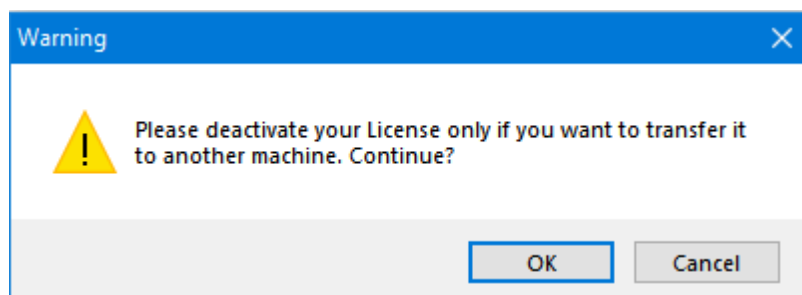 Warning
Please deactivate your License only if you want to transfer it
to another machine. Continue?
OK
Cancel